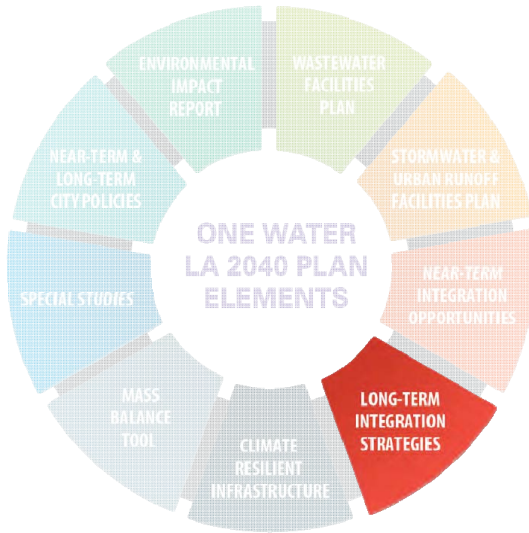 ENVIRONMENTAL
IMPACT
REPORT
WASTEWATER
FACILITIES
PLAN
STORMWATER &
URBAN RUNOFF
FACILITIES PLAN
NEAR-TERM
INTEGRATION
OPPORTUNITIES
LONG-TERM
INTEGRATION
STRATEGIES
CLIMATE
RESILIENT
INFRASTRUCTURE
MASS
BALANCE
TOOL
SPECIAL STUDIES
NEAR-TERM &
LONG-TERM
CITY POLICIES
ONE WATER
LA 2040 PLAN
ELEMENTS